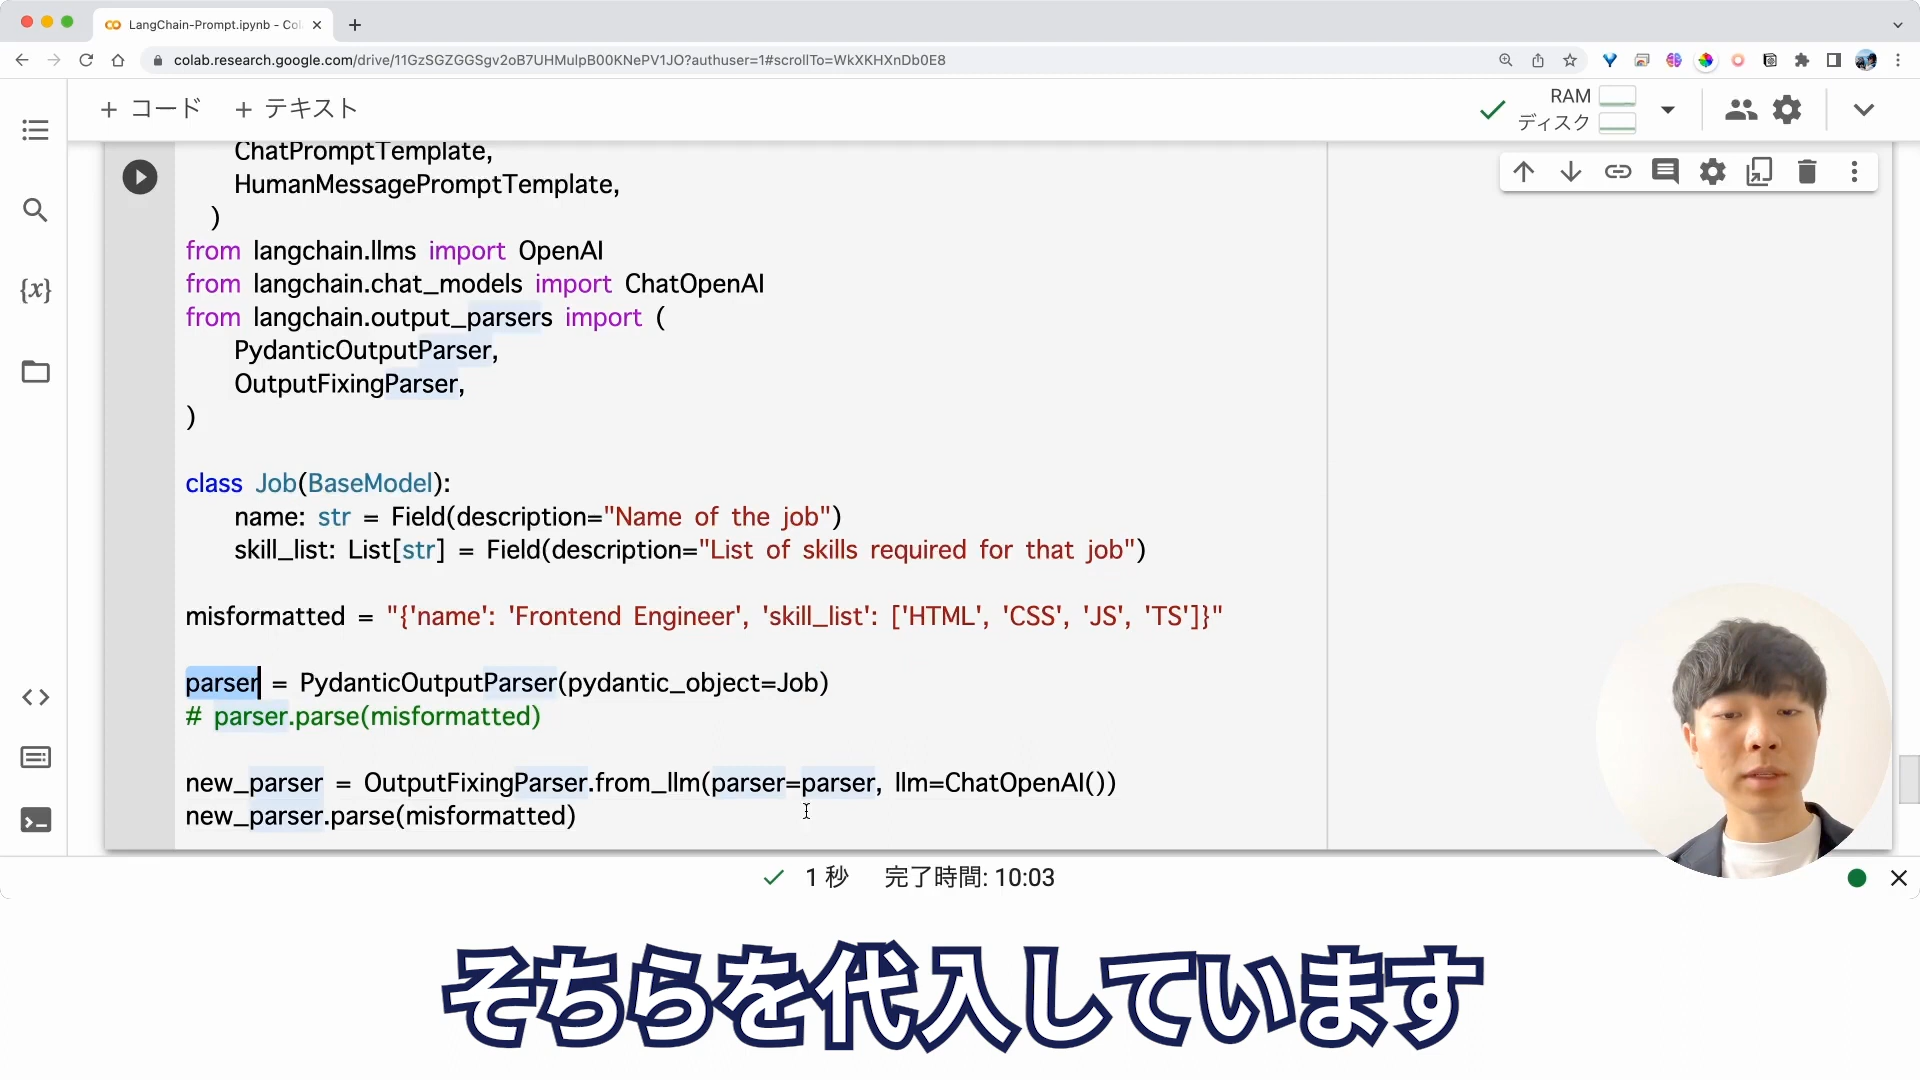 LangChain-Prompt.ipynb - Col
colab.research.google.com/drive/11GzSGZGGSgv2oB7UHMulpB00KNePV1JO?authuser=1#scrollTo=WkXKHXnDb0E8
+ コード + テキスト
RAM
ディスク
ChatPromptTemplate,
HumanMessagePromptTemplate,
)
from langchain.llms import OpenAI
from langchain.chat_models import ChatOpenAI
from langchain.output_parsers import (
PydanticOutputParser,
OutputFixingParser,
)
class Job(BaseModel):
name: str = Field(description="Name of the job")
skill_list: List[str] = Field(description="List of skills required for that job")
misformatted = "{'name': 'Frontend Engineer', 'skill_list': ['HTML', 'CSS', 'JS', 'TS']}"
parser = PydanticOutputParser(pydantic_object=Job)
# parser.parse(misformatted)
new_parser = OutputFixingParser.from_llm(parser=parser, llm=ChatOpenAI())
new_parser.parse(misformatted)
1 秒 完了時間: 10:03
そちらを代入しています